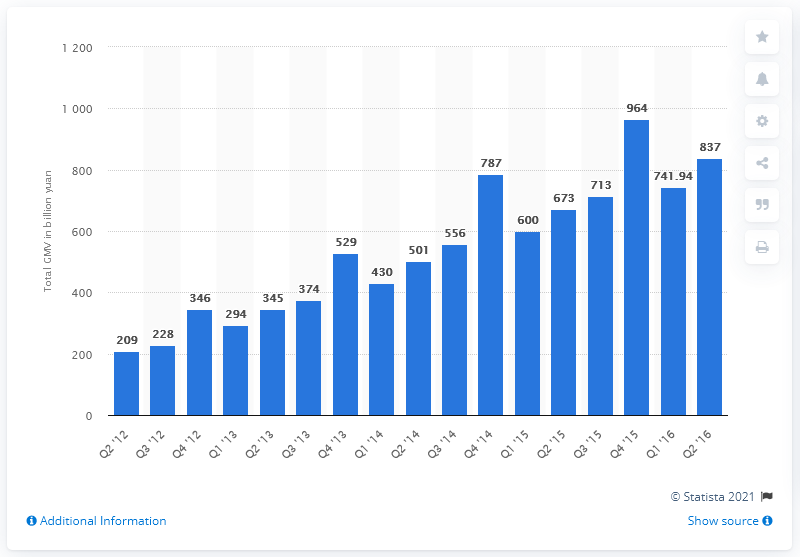 1 200
1 000
800
600
400
200
0
Total GMV in billion yuan
209
228
346
294
345
374
529
430
501
556
787
600
673
713
964
741.94
837
Q2 '12
Q3 '12
Q4 '12
Q1 '13
Q2 '13
Q3 '13
Q4 '13
Q1 '14
Q2 '14
Q3 '14
Q4 '14
Q1 '15
Q2 '15
Q3 '15
Q4 '15
Q1 '16
Q2 '16
© Statista 2021
Additional Information
Show source